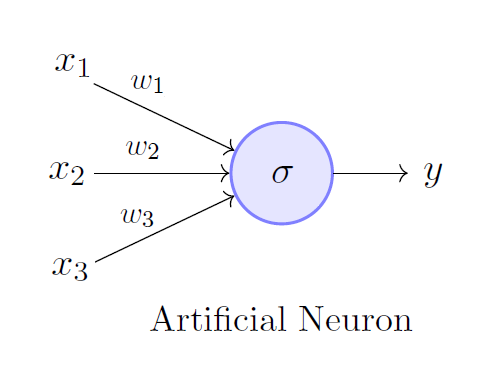 x₁
w₁
w₂
x₂
σ
y
w₃
x₃
Artificial Neuron